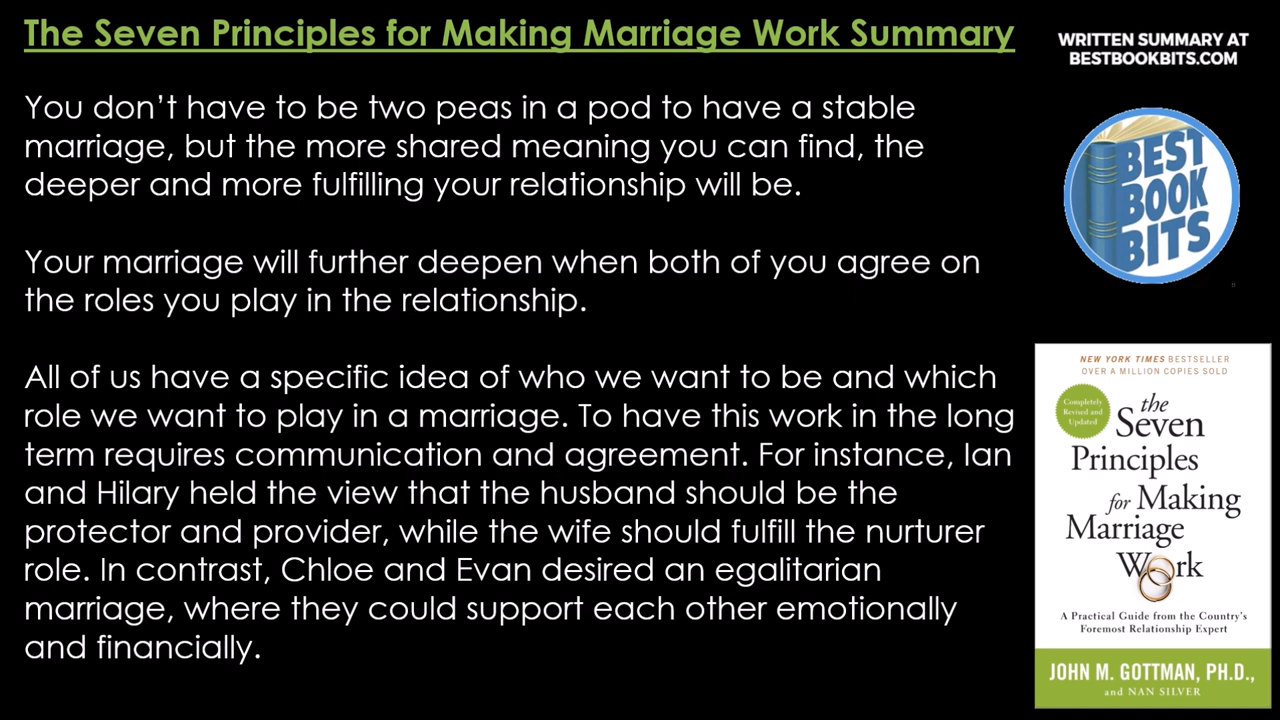 The Seven Principles for Making Marriage Work Summary
WRITTEN SUMMARY AT
BESTBOOKBITS.COM
You don't have to be two peas in a pod to have a stable
marriage, but the more shared meaning you can find, the
deeper and more fulfilling your relationship will be.
Your marriage will further deepen when both of you agree on
the roles you play in the relationship.
All of us have a specific idea of who we want to be and which
role we want to play in a marriage. To have this work in the long
term requires communication and agreement. For instance, Ian
and Hilary held the view that the husband should be the
protector and provider, while the wife should fulfill the nurturer
role. In contrast, Chloe and Evan desired an egalitarian
marriage, where they could support each other emotionally
and financially.
BEST
BOOK
BITS
NEW YORK TIMES BESTSELLER
OVER A MILLION COPIES SOLD
Completely
Revised and
Updated
the
Seven
Principles
for Making
Marriage
Work
A Practical Guide from the Country's
Foremost Relationship Expert
JOHN M. GOTTMAN, PH.D.,
and NAN SILVER